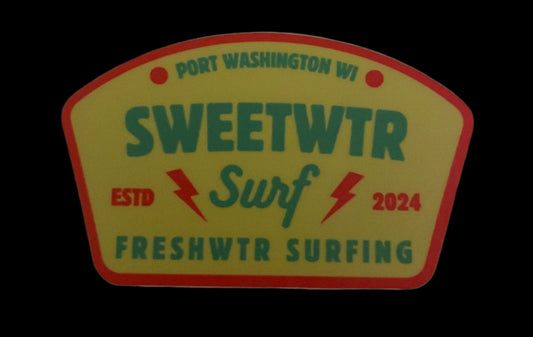 PORT WASHINGTON WI
SWEETWTR
ESTD Surf 2024
FRESHWTR SURFING